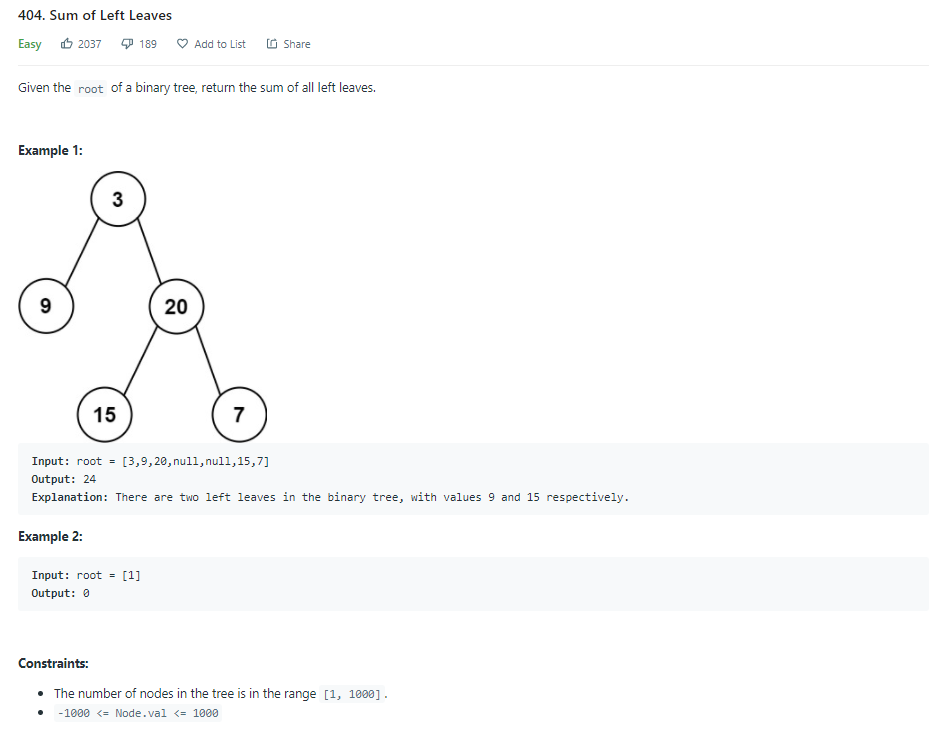 404. Sum of Left Leaves
Easy 2037 189 Add to List Share
Given the root of a binary tree, return the sum of all left leaves.
Example 1:
3
9 20
15 7
Input: root = [3,9,20,null,null,15,7]
Output: 24
Explanation: There are two left leaves in the binary tree, with values 9 and 15 respectively.
Example 2:
Input: root = [1]
Output: 0
Constraints:
• The number of nodes in the tree is in the range [1, 1000].
• -1000 <= Node.val <= 1000